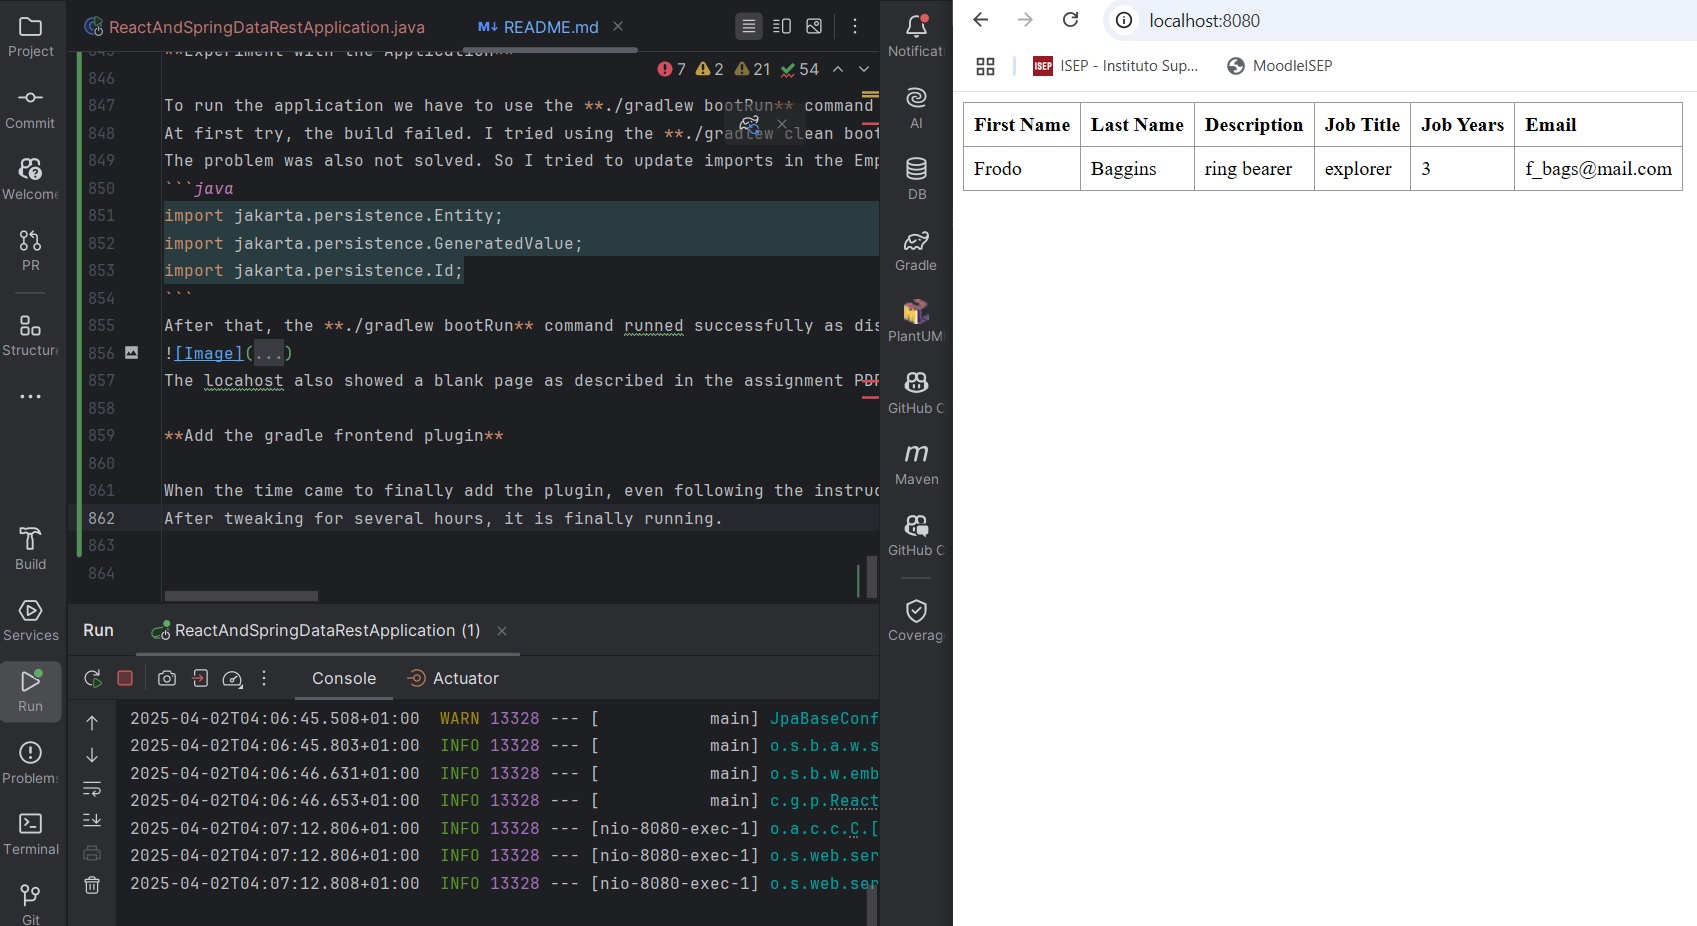 Project
Commit
Welcome
PR
Structur
Build
Services
Run
Problem
Terminal
Git
ReactAndSpringDataRestApplication.java
M↓ README.md
7 2 21 54
845 **Experiment with the Application**
846
847 To run the application we have to use the **./gradlew bootRun** command
848 At first try, the build failed. I tried using the **./gradlew clean boot
849 The problem was also not solved. So I tried to update imports in the Emp
850 ```java
851 import jakarta.persistence.Entity;
852 import jakarta.persistence.GeneratedValue;
853 import jakarta.persistence.Id;
854 ```
855 After that, the **./gradlew bootRun** command runned successfully as dis
856 ![Image](...)
857 The locahost also showed a blank page as described in the assignment PDF
858
859 **Add the gradle frontend plugin**
860
861 When the time came to finally add the plugin, even following the instruc
862 After tweaking for several hours, it is finally running.
863
864
Run ReactAndSpringDataRestApplication (1)
Console Actuator
2025-04-02T04:06:45.508+01:00 WARN 13328 --- [ main] JpaBaseConf
2025-04-02T04:06:45.803+01:00 INFO 13328 --- [ main] o.s.b.a.w.s
2025-04-02T04:06:46.631+01:00 INFO 13328 --- [ main] o.s.b.w.emb
2025-04-02T04:06:46.653+01:00 INFO 13328 --- [ main] c.g.p.React
2025-04-02T04:07:12.806+01:00 INFO 13328 --- [nio-8080-exec-1] o.a.c.c.C.[
2025-04-02T04:07:12.806+01:00 INFO 13328 --- [nio-8080-exec-1] o.s.web.ser
2025-04-02T04:07:12.808+01:00 INFO 13328 --- [nio-8080-exec-1] o.s.web.ser
Notificat
AI
DB
Gradle
PlantUM
GitHub C
m
Maven
GitHub C
Coverag
localhost:8080
ISEP ISEP - Instituto Sup...
MoodleISEP
First Name Last Name Description Job Title Job Years Email
Frodo Baggins ring bearer explorer 3 f_bags@mail.com